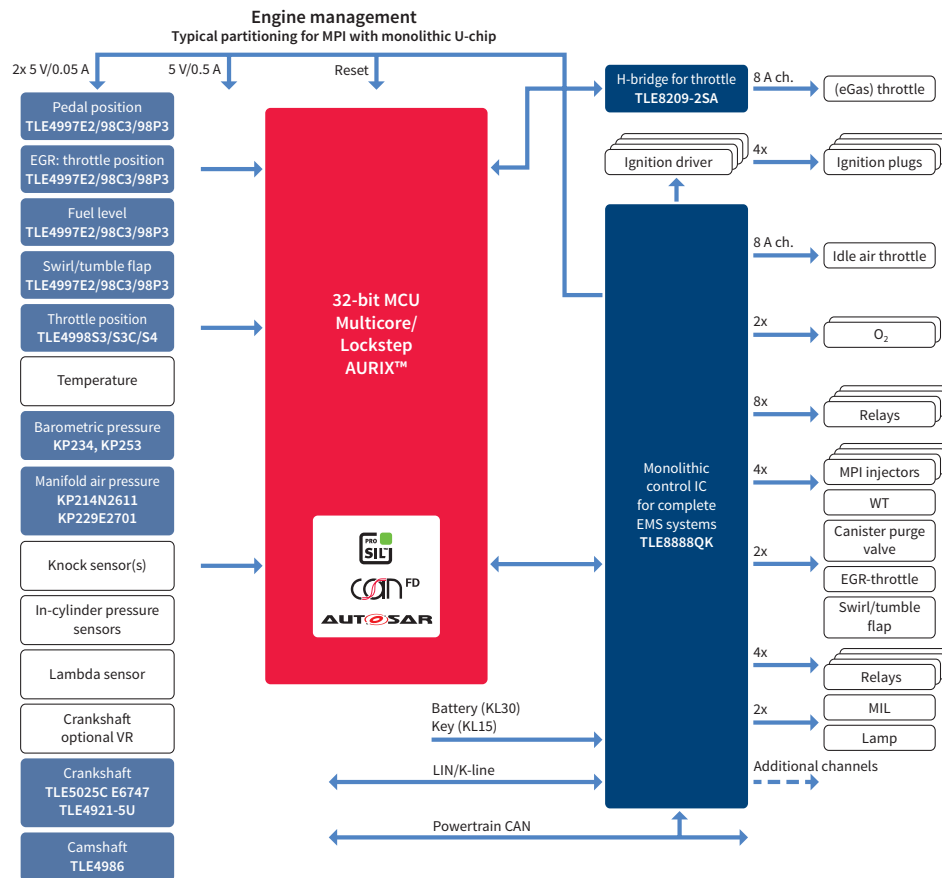 Engine management
Typical partitioning for MPI with monolithic U-chip
2x 5 V/0.05 A
5 V/0.5 A
Reset
Pedal position
TLE4997E2/98C3/98P3
EGR: throttle position
TLE4997E2/98C3/98P3
Fuel level
TLE4997E2/98C3/98P3
Swirl/tumble flap
TLE4997E2/98C3/98P3
Throttle position
TLE4998S3/S3C/S4
Temperature
Barometric pressure
KP234, KP253
Manifold air pressure
KP214N2611
KP229E2701
Knock sensor(s)
In-cylinder pressure
sensors
Lambda sensor
Crankshaft
optional VR
Crankshaft
TLE5025C E6747
TLE4921-5U
Camshaft
TLE4986
32-bit MCU
Multicore/
Lockstep
AURIX™
PRO
SIL
CAN FD
AUTOSAR
Battery (KL30)
Key (KL15)
LIN/K-line
Powertrain CAN
H-bridge for throttle
TLE8209-2SA
Ignition driver
Monolithic
control IC
for complete
EMS systems
TLE8888QK
8 A ch.
(eGas) throttle
4x
Ignition plugs
8 A ch.
Idle air throttle
2x
O₂
8x
Relays
4x
MPI injectors
WT
Canister purge
valve
2x
EGR-throttle
Swirl/tumble
flap
4x
Relays
2x
MIL
Lamp
Additional channels